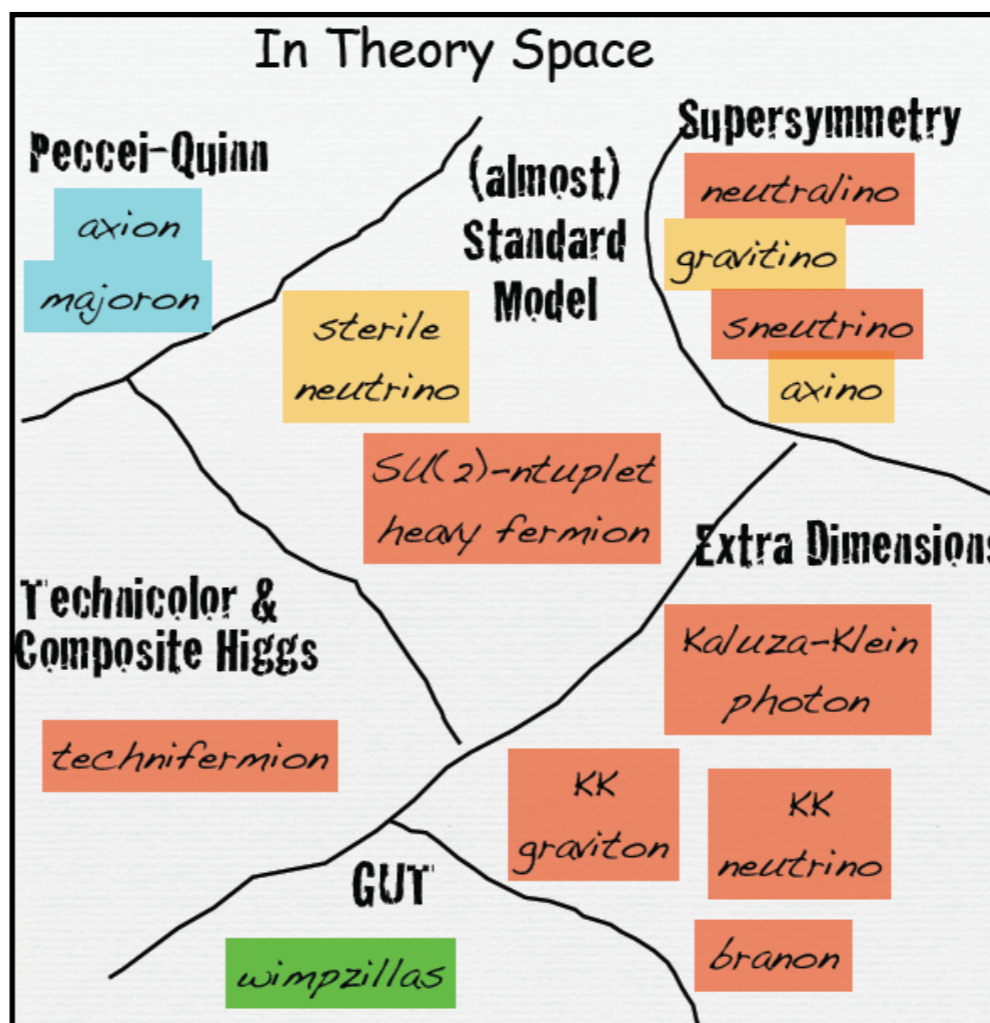 In Theory Space
Peccei-Quinn
axion
majoron
(almost)
Standard
Model
sterile
neutrino
SU(2)-ntuplet
heavy fermion
Supersymmetry
neutralino
gravitino
sneutrino
axino
Technicolor &
Composite Higgs
technifermion
Extra Dimensions
Kaluza-Klein
photon
KK
graviton
KK
neutrino
branon
GUT
wimpzillas